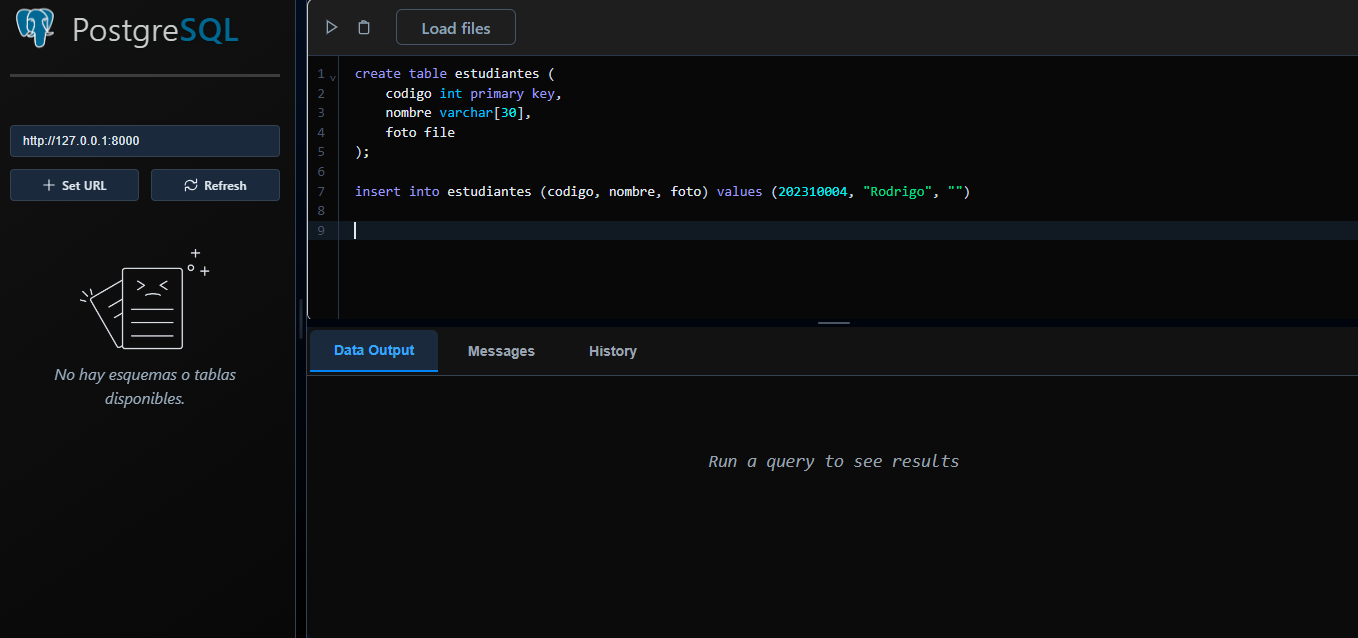 PostgreSQL
http://127.0.0.1:8000
Set URL
Refresh
No hay esquemas o tablas
disponibles.
Load files
1 create table estudiantes (
2     codigo int primary key,
3     nombre varchar[30],
4     foto file
5 );
6
7 insert into estudiantes (codigo, nombre, foto) values (202310004, "Rodrigo", "")
8
9
Data Output
Messages
History
Run a query to see results